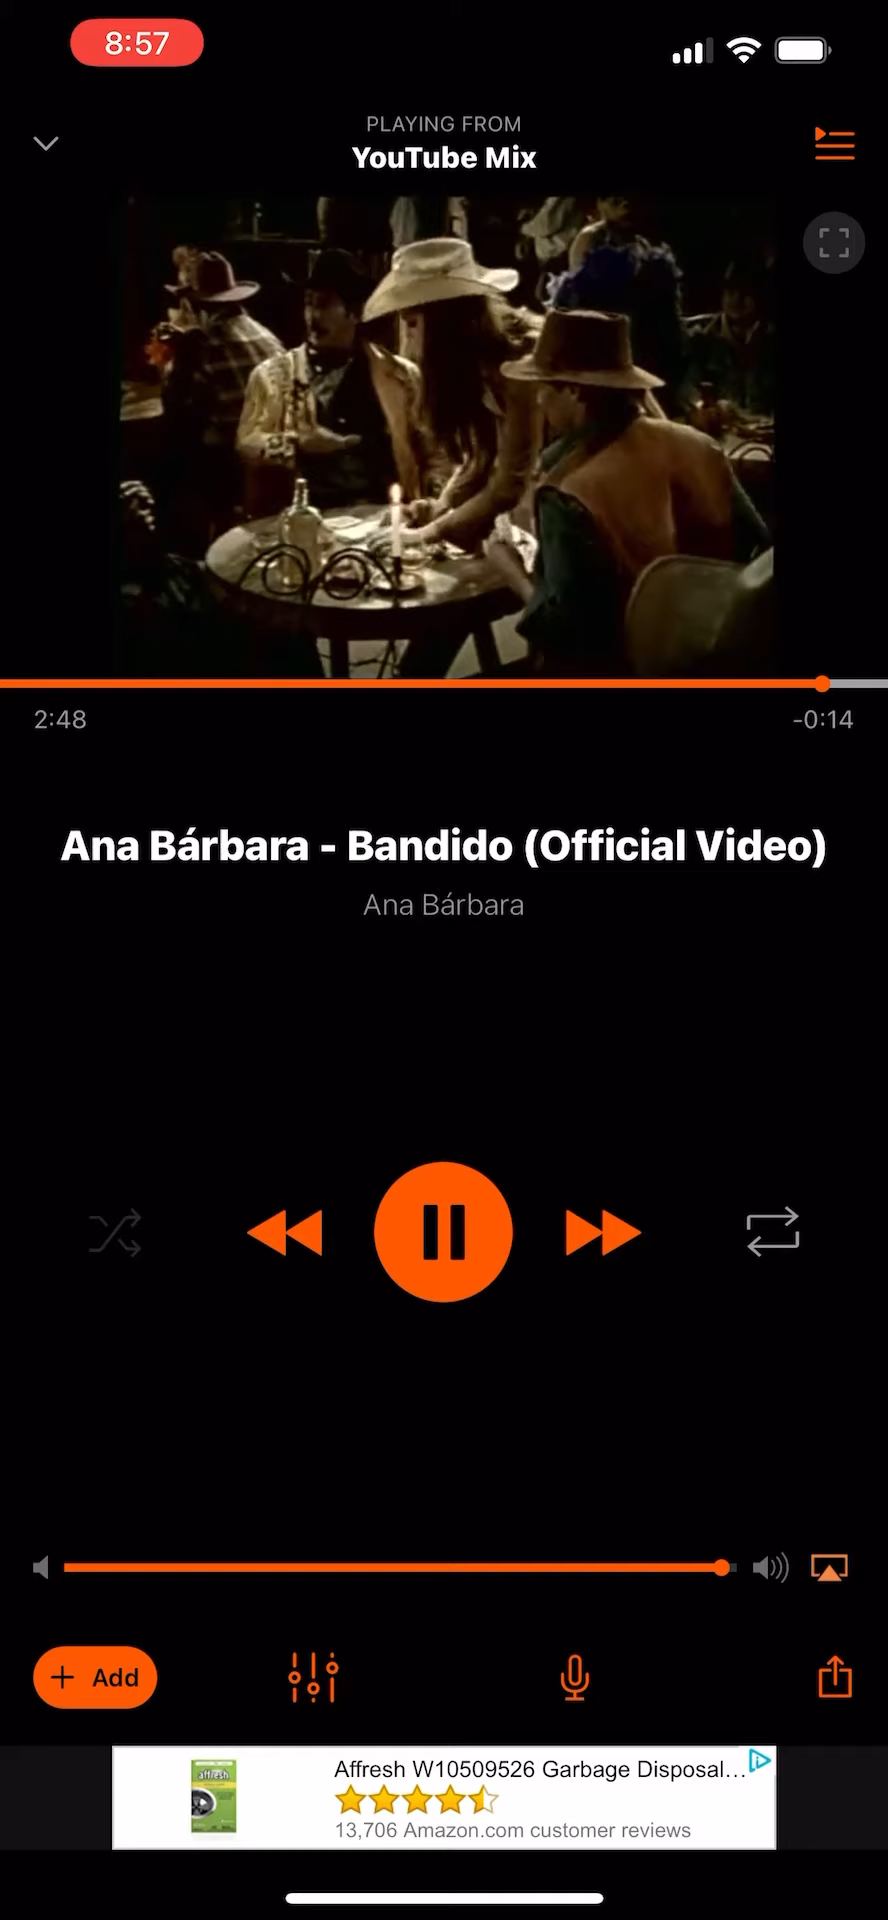 8:57
PLAYING FROM
YouTube Mix
2:48
-0:14
Ana Bárbara - Bandido (Official Video)
Ana Bárbara
+ Add
affresh
Affresh W10509526 Garbage Disposal...
13,706 Amazon.com customer reviews